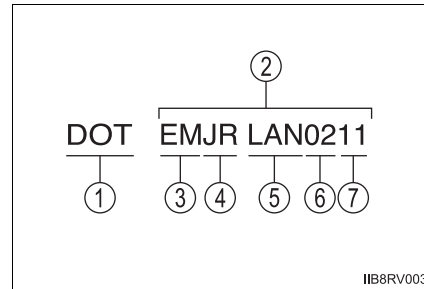 ②
DOT EMJR LAN0211
① ③ ④ ⑤ ⑥ ⑦
IIB8RV003